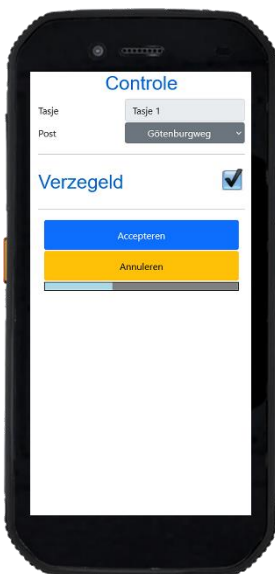 Controle
Tasje Tasje 1
Post Götenburgweg
Verzegeld
Accepteren
Annuleren